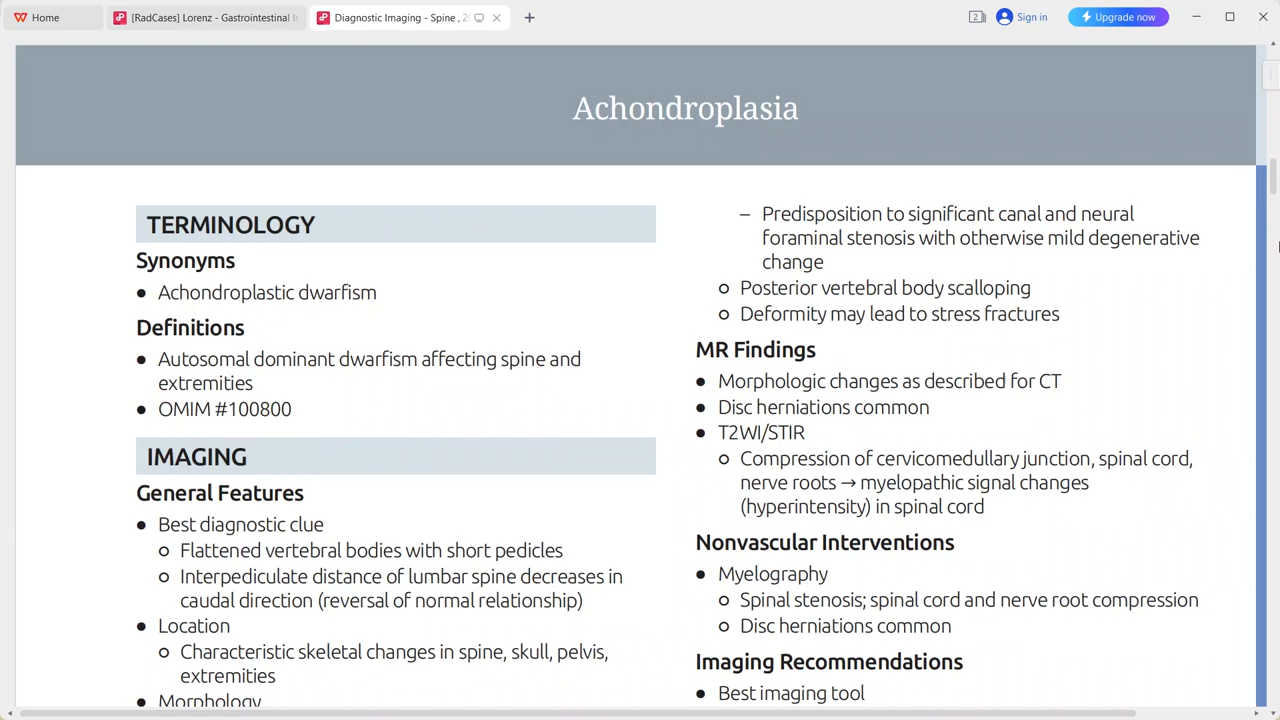 Home
[RadCases] Lorenz - Gastrointestinal I
Diagnostic Imaging - Spine , 2
2
Sign in
Upgrade now
Achondroplasia
TERMINOLOGY
Synonyms
● Achondroplastic dwarfism
Definitions
● Autosomal dominant dwarfism affecting spine and
extremities
● OMIM #100800
IMAGING
General Features
● Best diagnostic clue
○ Flattened vertebral bodies with short pedicles
○ Interpediculate distance of lumbar spine decreases in
caudal direction (reversal of normal relationship)
● Location
○ Characteristic skeletal changes in spine, skull, pelvis,
extremities
● Morphology
– Predisposition to significant canal and neural
foraminal stenosis with otherwise mild degenerative
change
○ Posterior vertebral body scalloping
○ Deformity may lead to stress fractures
MR Findings
● Morphologic changes as described for CT
● Disc herniations common
● T2WI/STIR
○ Compression of cervicomedullary junction, spinal cord,
nerve roots → myelopathic signal changes
(hyperintensity) in spinal cord
Nonvascular Interventions
● Myelography
○ Spinal stenosis; spinal cord and nerve root compression
○ Disc herniations common
Imaging Recommendations
● Best imaging tool